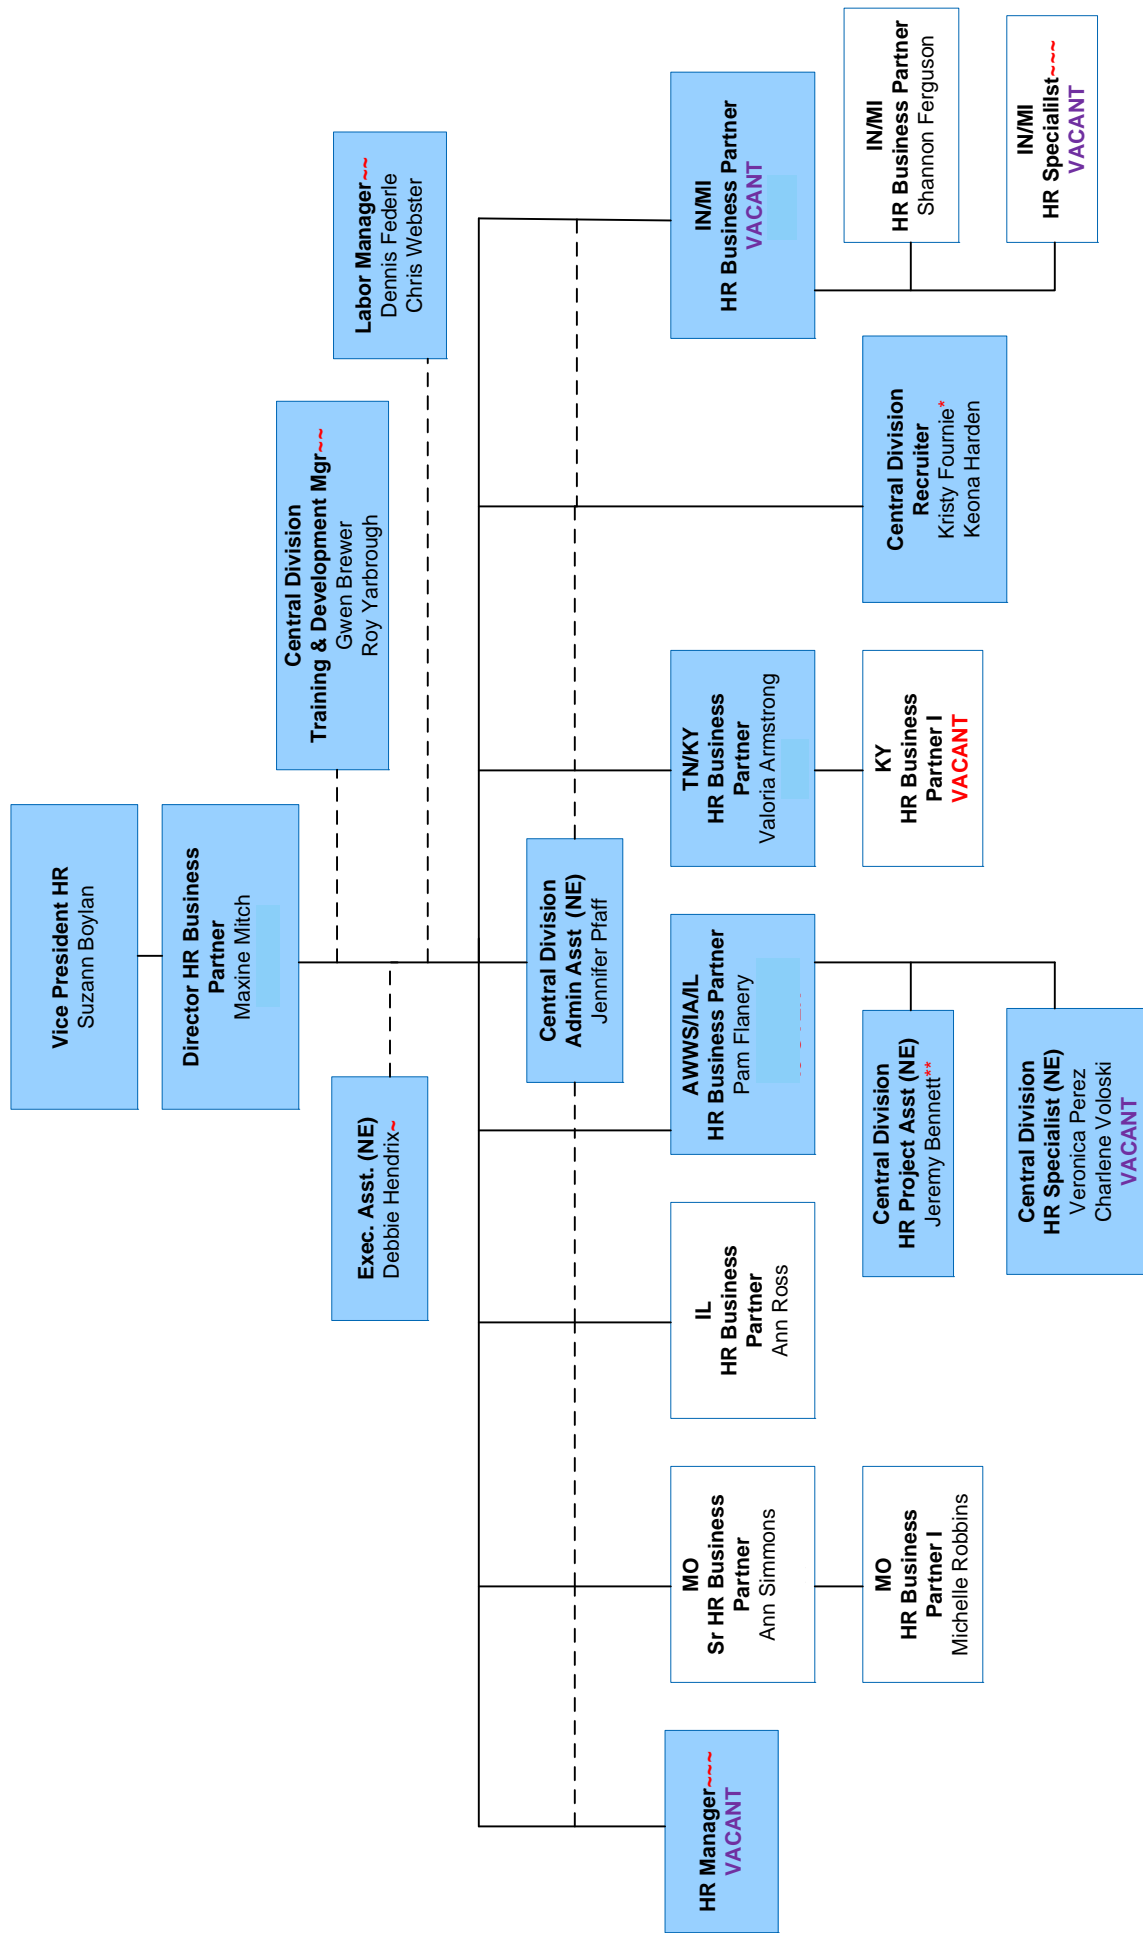 Vice President HR
Suzann Boylan
Director HR Business
Partner
Maxine Mitch
Central Division
Training & Development Mgr~~
Gwen Brewer
Roy Yarbrough
Exec. Asst. (NE)
Debbie Hendrix~
Labor Manager~~
Dennis Federle
Chris Webster
Central Division
Admin Asst (NE)
Jennifer Pfaff
HR Manager~~~
VACANT
MO
Sr HR Business
Partner
Ann Simmons
IL
HR Business
Partner
Ann Ross
AWWS/IA/IL
HR Business Partner
Pam Flanery
TN/KY
HR Business
Partner
Valoria Armstrong
IN/MI
HR Business Partner
VACANT
MO
HR Business
Partner I
Michelle Robbins
Central Division
HR Project Asst (NE)
Jeremy Bennett**
KY
HR Business
Partner I
VACANT
Central Division
Recruiter
Kristy Fournie*
Keona Harden
IN/MI
HR Business Partner
Shannon Ferguson
Central Division
HR Specialist (NE)
Veronica Perez
Charlene Voloski
VACANT
IN/MI
HR Specialilst~~~
VACANT